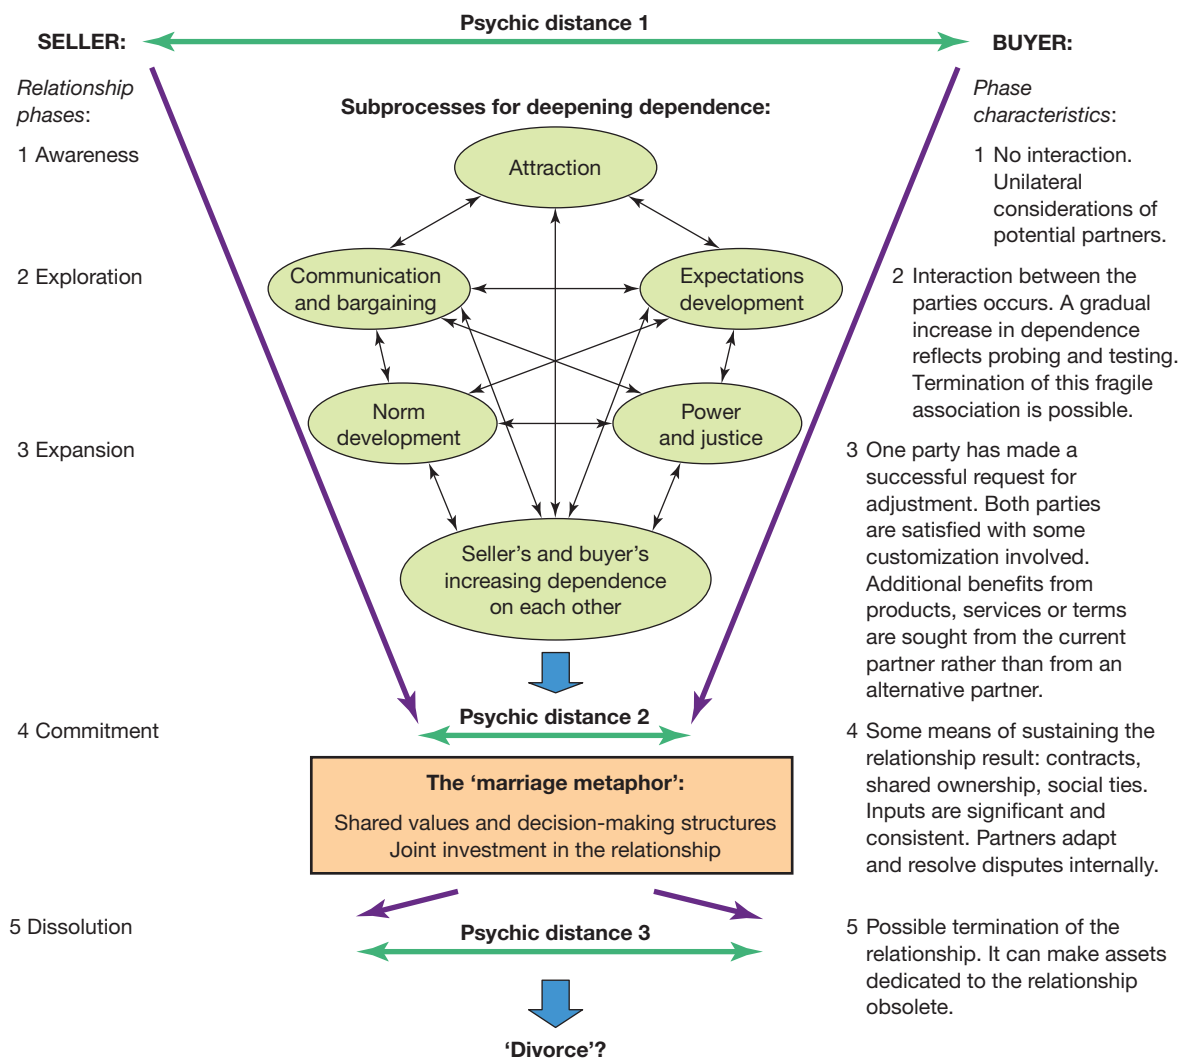 Psychic distance 1
SELLER:
BUYER:
Relationship
phases:
Phase
characteristics:
Subprocesses for deepening dependence:
1 Awareness
Attraction
1 No interaction.
Unilateral
considerations of
potential partners.
2 Exploration
Communication
and bargaining
Expectations
development
2 Interaction between the
parties occurs. A gradual
increase in dependence
reflects probing and testing.
Termination of this fragile
association is possible.
Norm
development
Power
and justice
3 Expansion
3 One party has made a
successful request for
adjustment. Both parties
are satisfied with some
customization involved.
Additional benefits from
products, services or terms
are sought from the current
partner rather than from an
alternative partner.
Seller’s and buyer’s
increasing dependence
on each other
4 Commitment
Psychic distance 2
4 Some means of sustaining the
relationship result: contracts,
shared ownership, social ties.
Inputs are significant and
consistent. Partners adapt
and resolve disputes internally.
The ‘marriage metaphor’:
Shared values and decision-making structures
Joint investment in the relationship
5 Dissolution
Psychic distance 3
5 Possible termination of the
relationship. It can make assets
dedicated to the relationship
obsolete.
‘Divorce’?